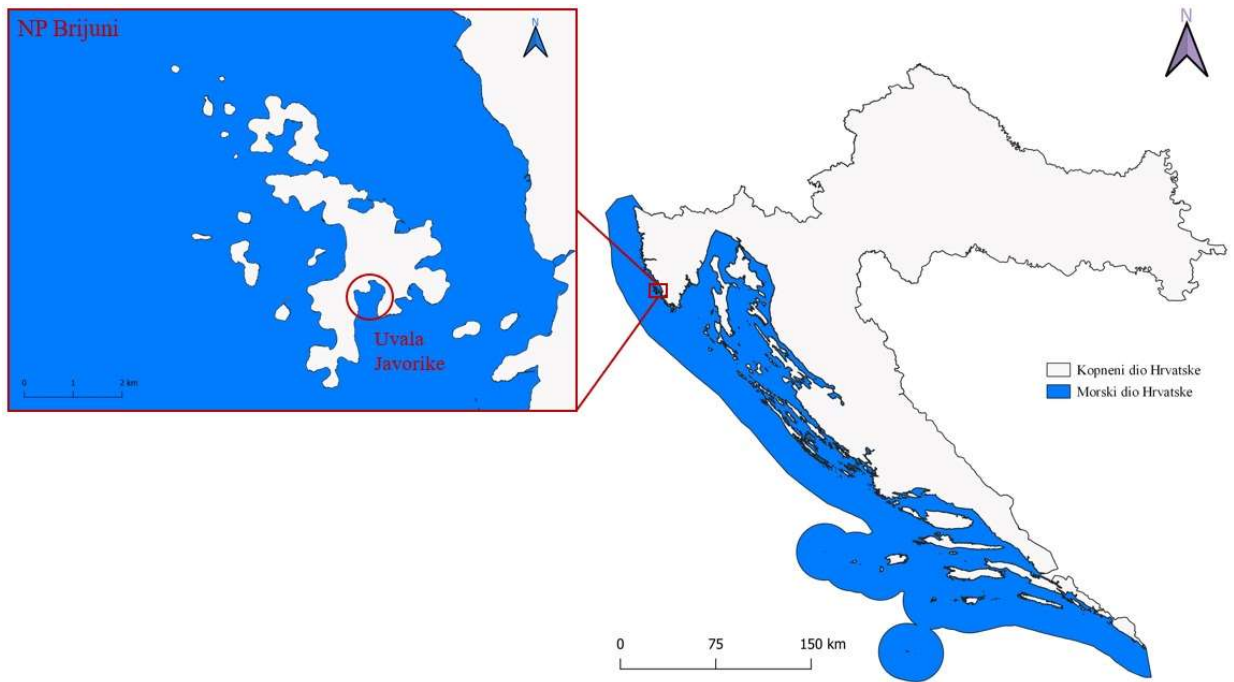 NP Brijuni
N
Uvala
Javorike
0 1 2 km
N
Kopneni dio Hrvatske
Morski dio Hrvatske
0 75 150 km